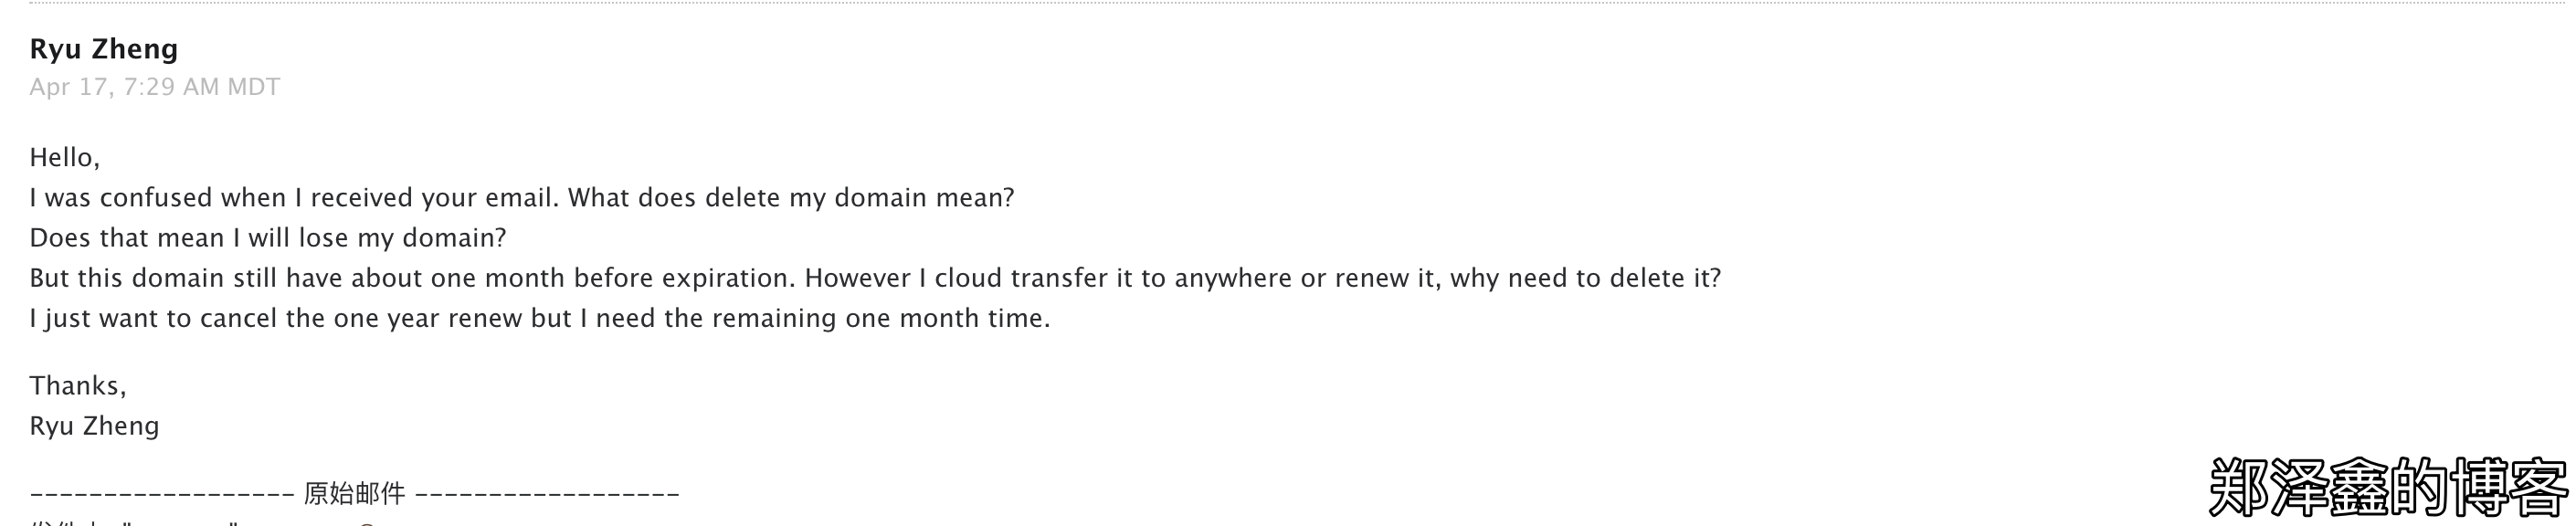 Ryu Zheng
Apr 17, 7:29 AM MDT
Hello,
I was confused when I received your email. What does delete my domain mean?
Does that mean I will lose my domain?
But this domain still have about one month before expiration. However I cloud transfer it to anywhere or renew it, why need to delete it?
I just want to cancel the one year renew but I need the remaining one month time.
Thanks,
Ryu Zheng
------------------ 原始邮件 ------------------
郑泽鑫的博客